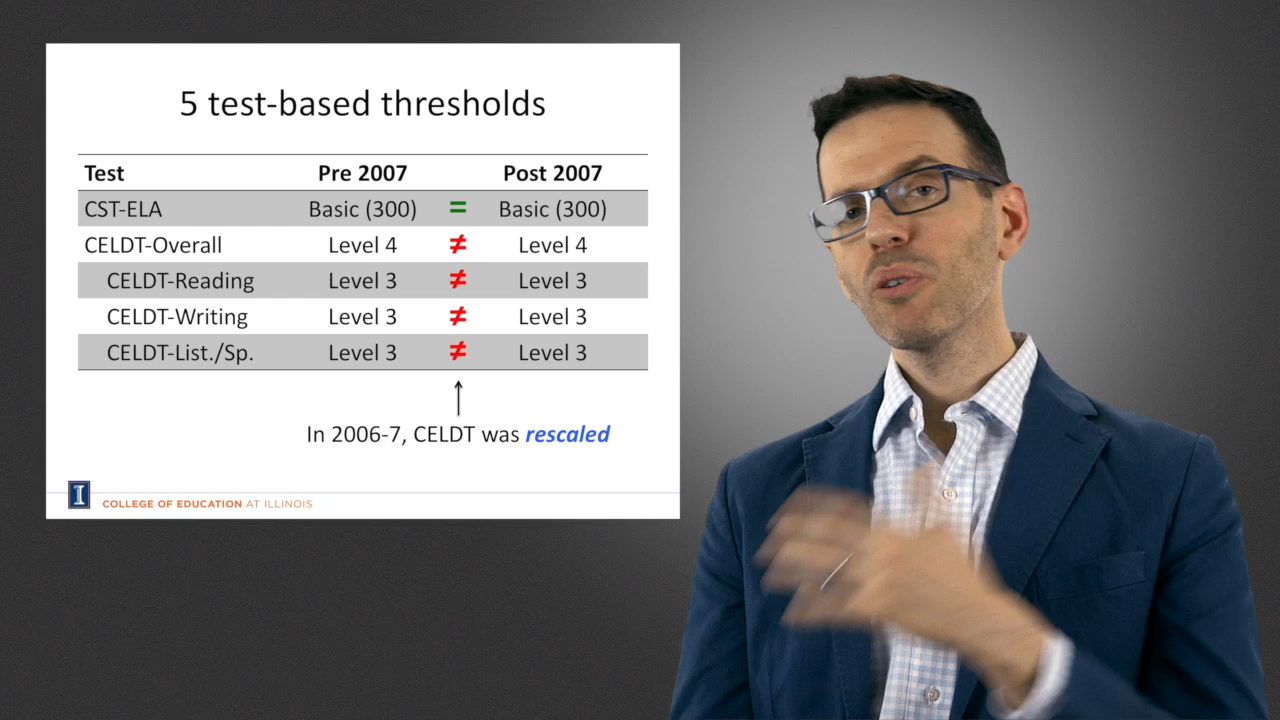 5 test-based thresholds
Test Pre 2007 Post 2007
CST-ELA Basic (300) = Basic (300)
CELDT-Overall Level 4 ≠ Level 4
CELDT-Reading Level 3 ≠ Level 3
CELDT-Writing Level 3 ≠ Level 3
CELDT-List./Sp. Level 3 ≠ Level 3
In 2006-7, CELDT was rescaled
I COLLEGE OF EDUCATION AT ILLINOIS